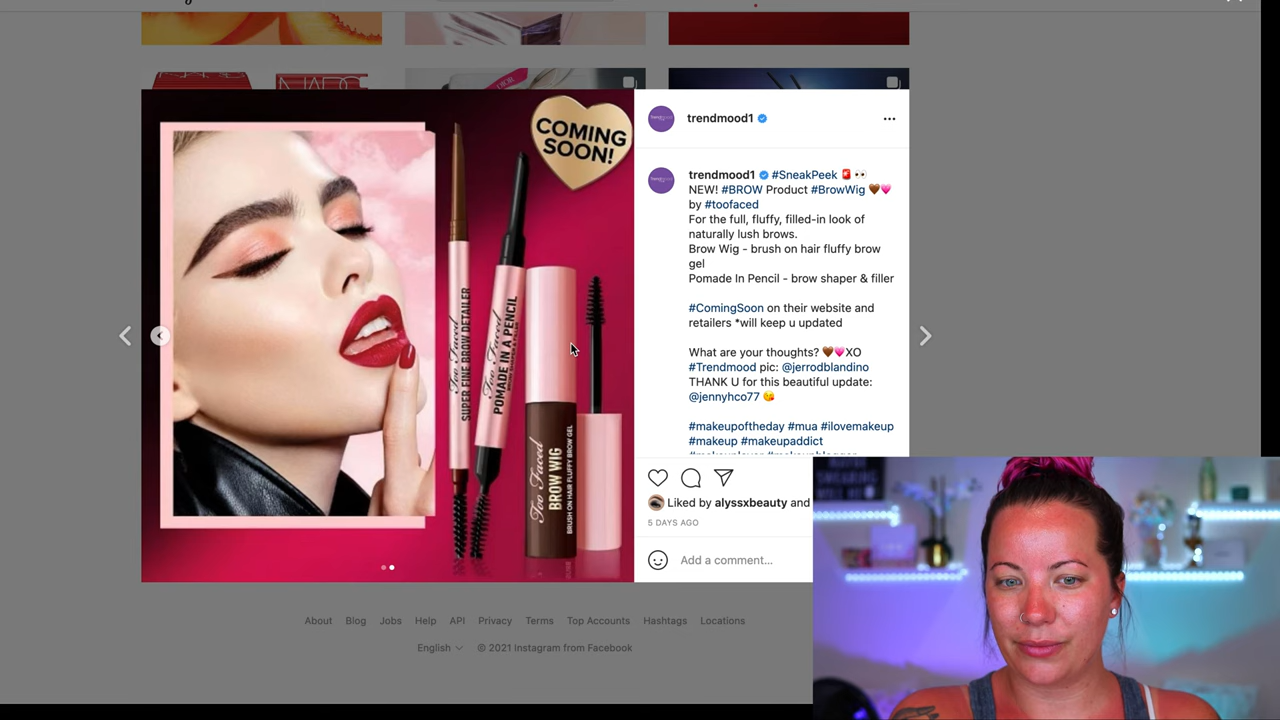 NARS
NARS
DIOR
COMING
SOON!
Too Faced
SUPER FINE BROW DETAILER
Too Faced
POMADE IN A PENCIL
Too Faced
BROW WIG
BRUSH ON HAIR FLUFFY BROW GEL
trendmood1
trendmood1 #SneakPeek 🚨 👀
NEW! #BROW Product #BrowWig 🤎💗
by #toofaced
For the full, fluffy, filled-in look of
naturally lush brows.
Brow Wig - brush on hair fluffy brow
gel
Pomade In Pencil - brow shaper & filler
#ComingSoon on their website and
retailers *will keep u updated
What are your thoughts? 🤎💗XO
#Trendmood pic: @jerrodblandino
THANK U for this beautiful update:
@jennyhco77 😘
#makeupoftheday #mua #ilovemakeup
#makeup #makeupaddict
Liked by alyssxbeauty and
5 DAYS AGO
Add a comment...
About Blog Jobs Help API Privacy Terms Top Accounts Hashtags Locations
English © 2021 Instagram from Facebook